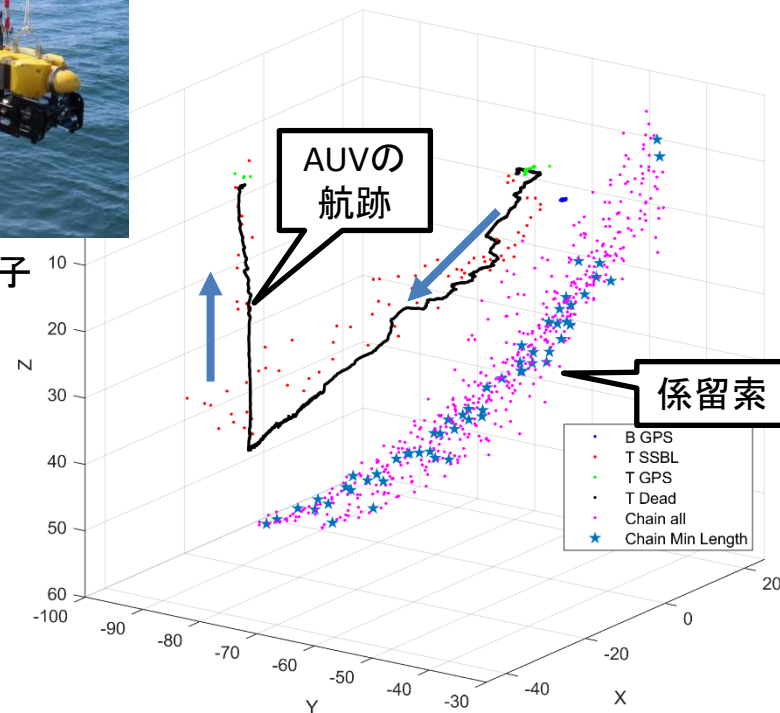 子
AUVの
航跡
係留索
10
20
30
40
50
60
Z
-100
-90
-80
-70
-60
-50
-40
-30
Y
-40
-20
0
20
X
B GPS
T SSBL
T GPS
T Dead
Chain all
Chain Min Length